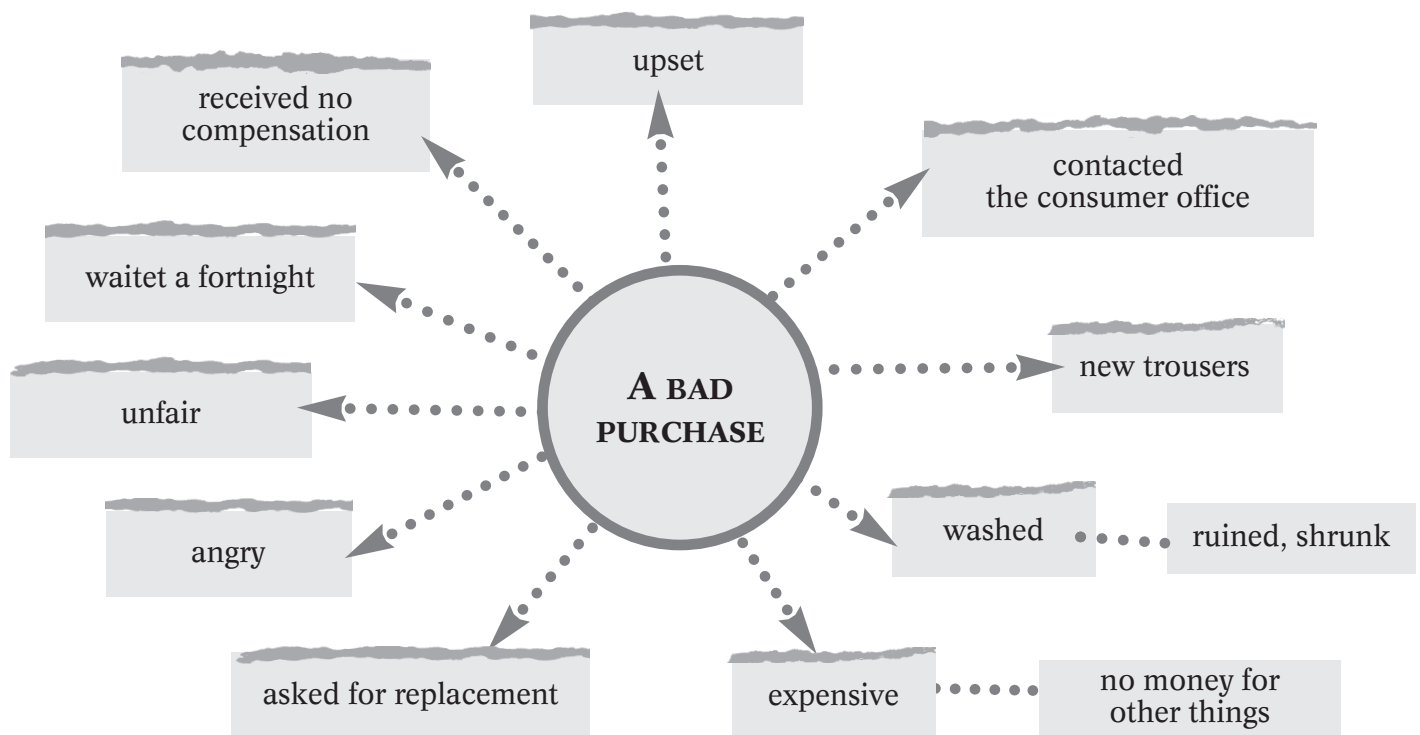 upset
received no
compensation
contacted
the consumer office
waitet a fortnight
new trousers
unfair
A BAD
PURCHASE
washed
ruined, shrunk
angry
asked for replacement
expensive
no money for
other things